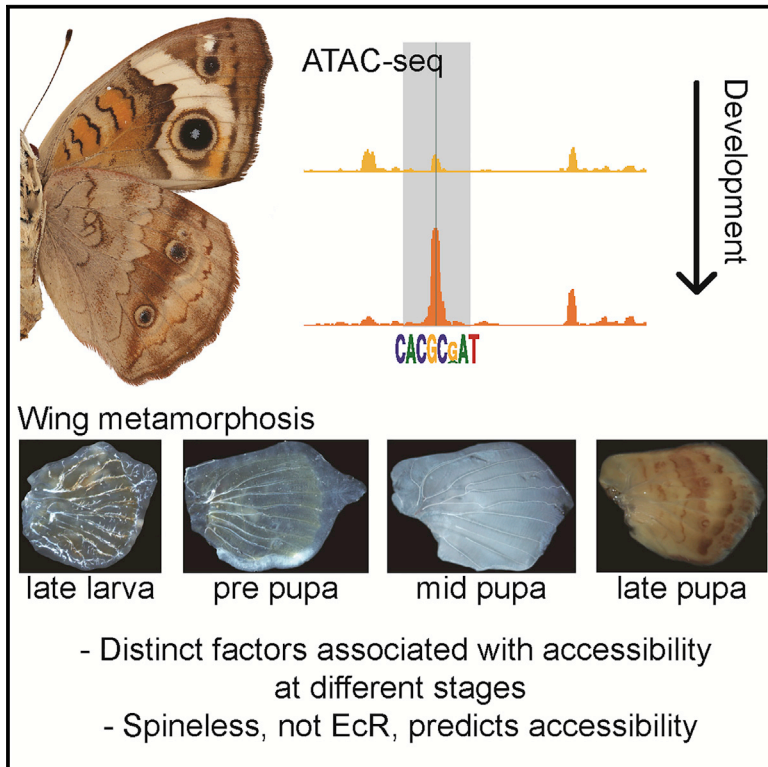 ATAC-seq
Development
CACGCGAT
Wing metamorphosis
late larva
pre pupa
mid pupa
late pupa
- Distinct factors associated with accessibility
at different stages
- Spineless, not EcR, predicts accessibility